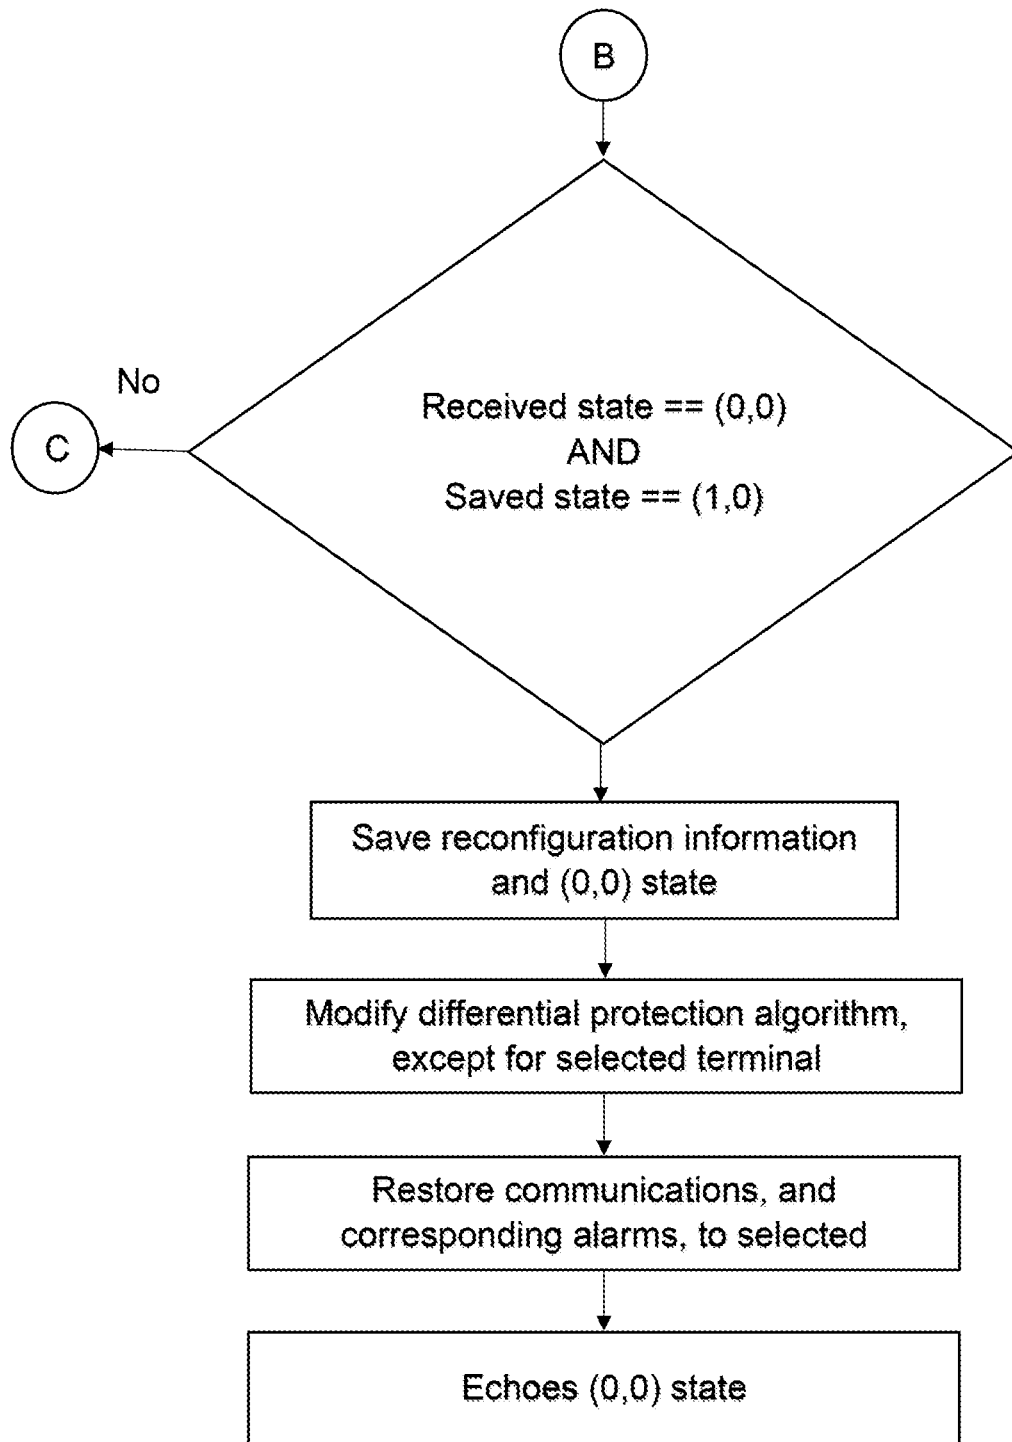 B
No
C
Received state == (0,0)
AND
Saved state == (1,0)
Save reconfiguration information
and (0,0) state
Modify differential protection algorithm,
except for selected terminal
Restore communications, and
corresponding alarms, to selected
Echoes (0,0) state